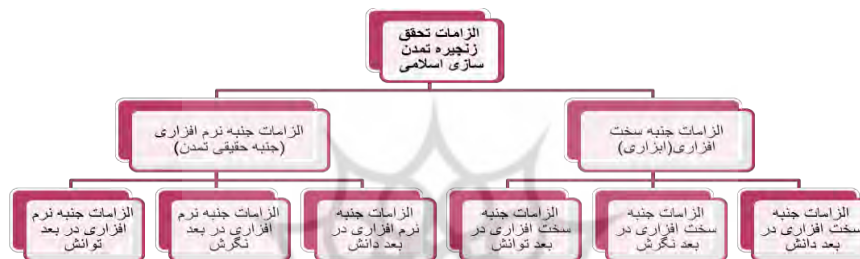 الزامات تحقق
زنجیره تمدن
سازی اسلامی
الزامات جنبه سخت
افزاری(ابزاری)
الزامات جنبه نرم افزاری
(جنبه حقیقی تمدن)
الزامات جنبه
سخت افزاری در
بعد دانش
الزامات جنبه
سخت افزاری در
بعد نگرش
الزامات جنبه
سخت افزاری در
بعد توانش
الزامات جنبه
نرم افزاری در
بعد دانش
الزامات جنبه نرم
افزاری در بعد
نگرش
الزامات جنبه نرم
افزاری در بعد
توانش